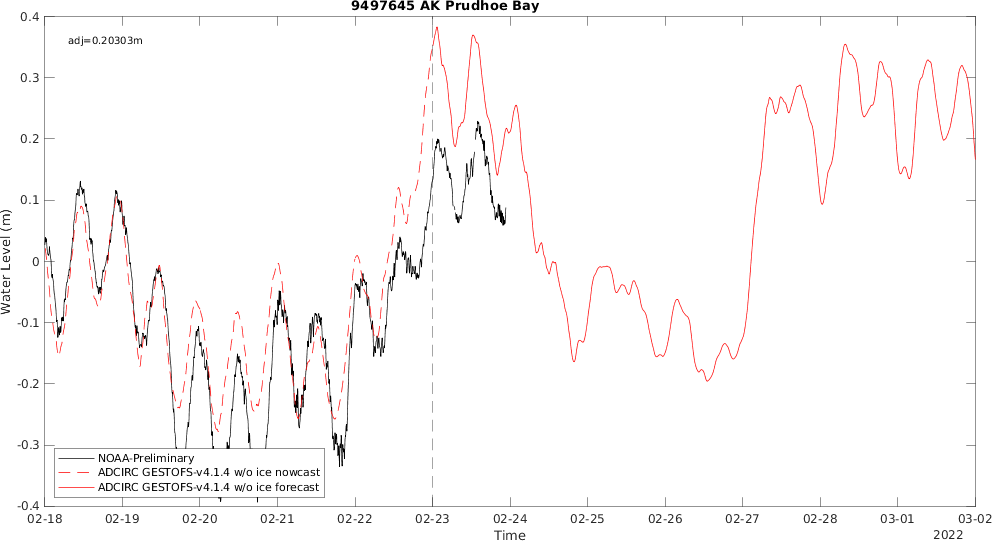 9497645 AK Prudhoe Bay
adj=0.20303m
Water Level (m)
0.4
0.3
0.2
0.1
0
-0.1
-0.2
-0.3
-0.4
NOAA-Preliminary
ADCIRC GESTOFS-v4.1.4 w/o ice nowcast
ADCIRC GESTOFS-v4.1.4 w/o ice forecast
02-18 02-19 02-20 02-21 02-22 02-23 02-24 02-25 02-26 02-27 02-28 03-01 03-02
Time
2022